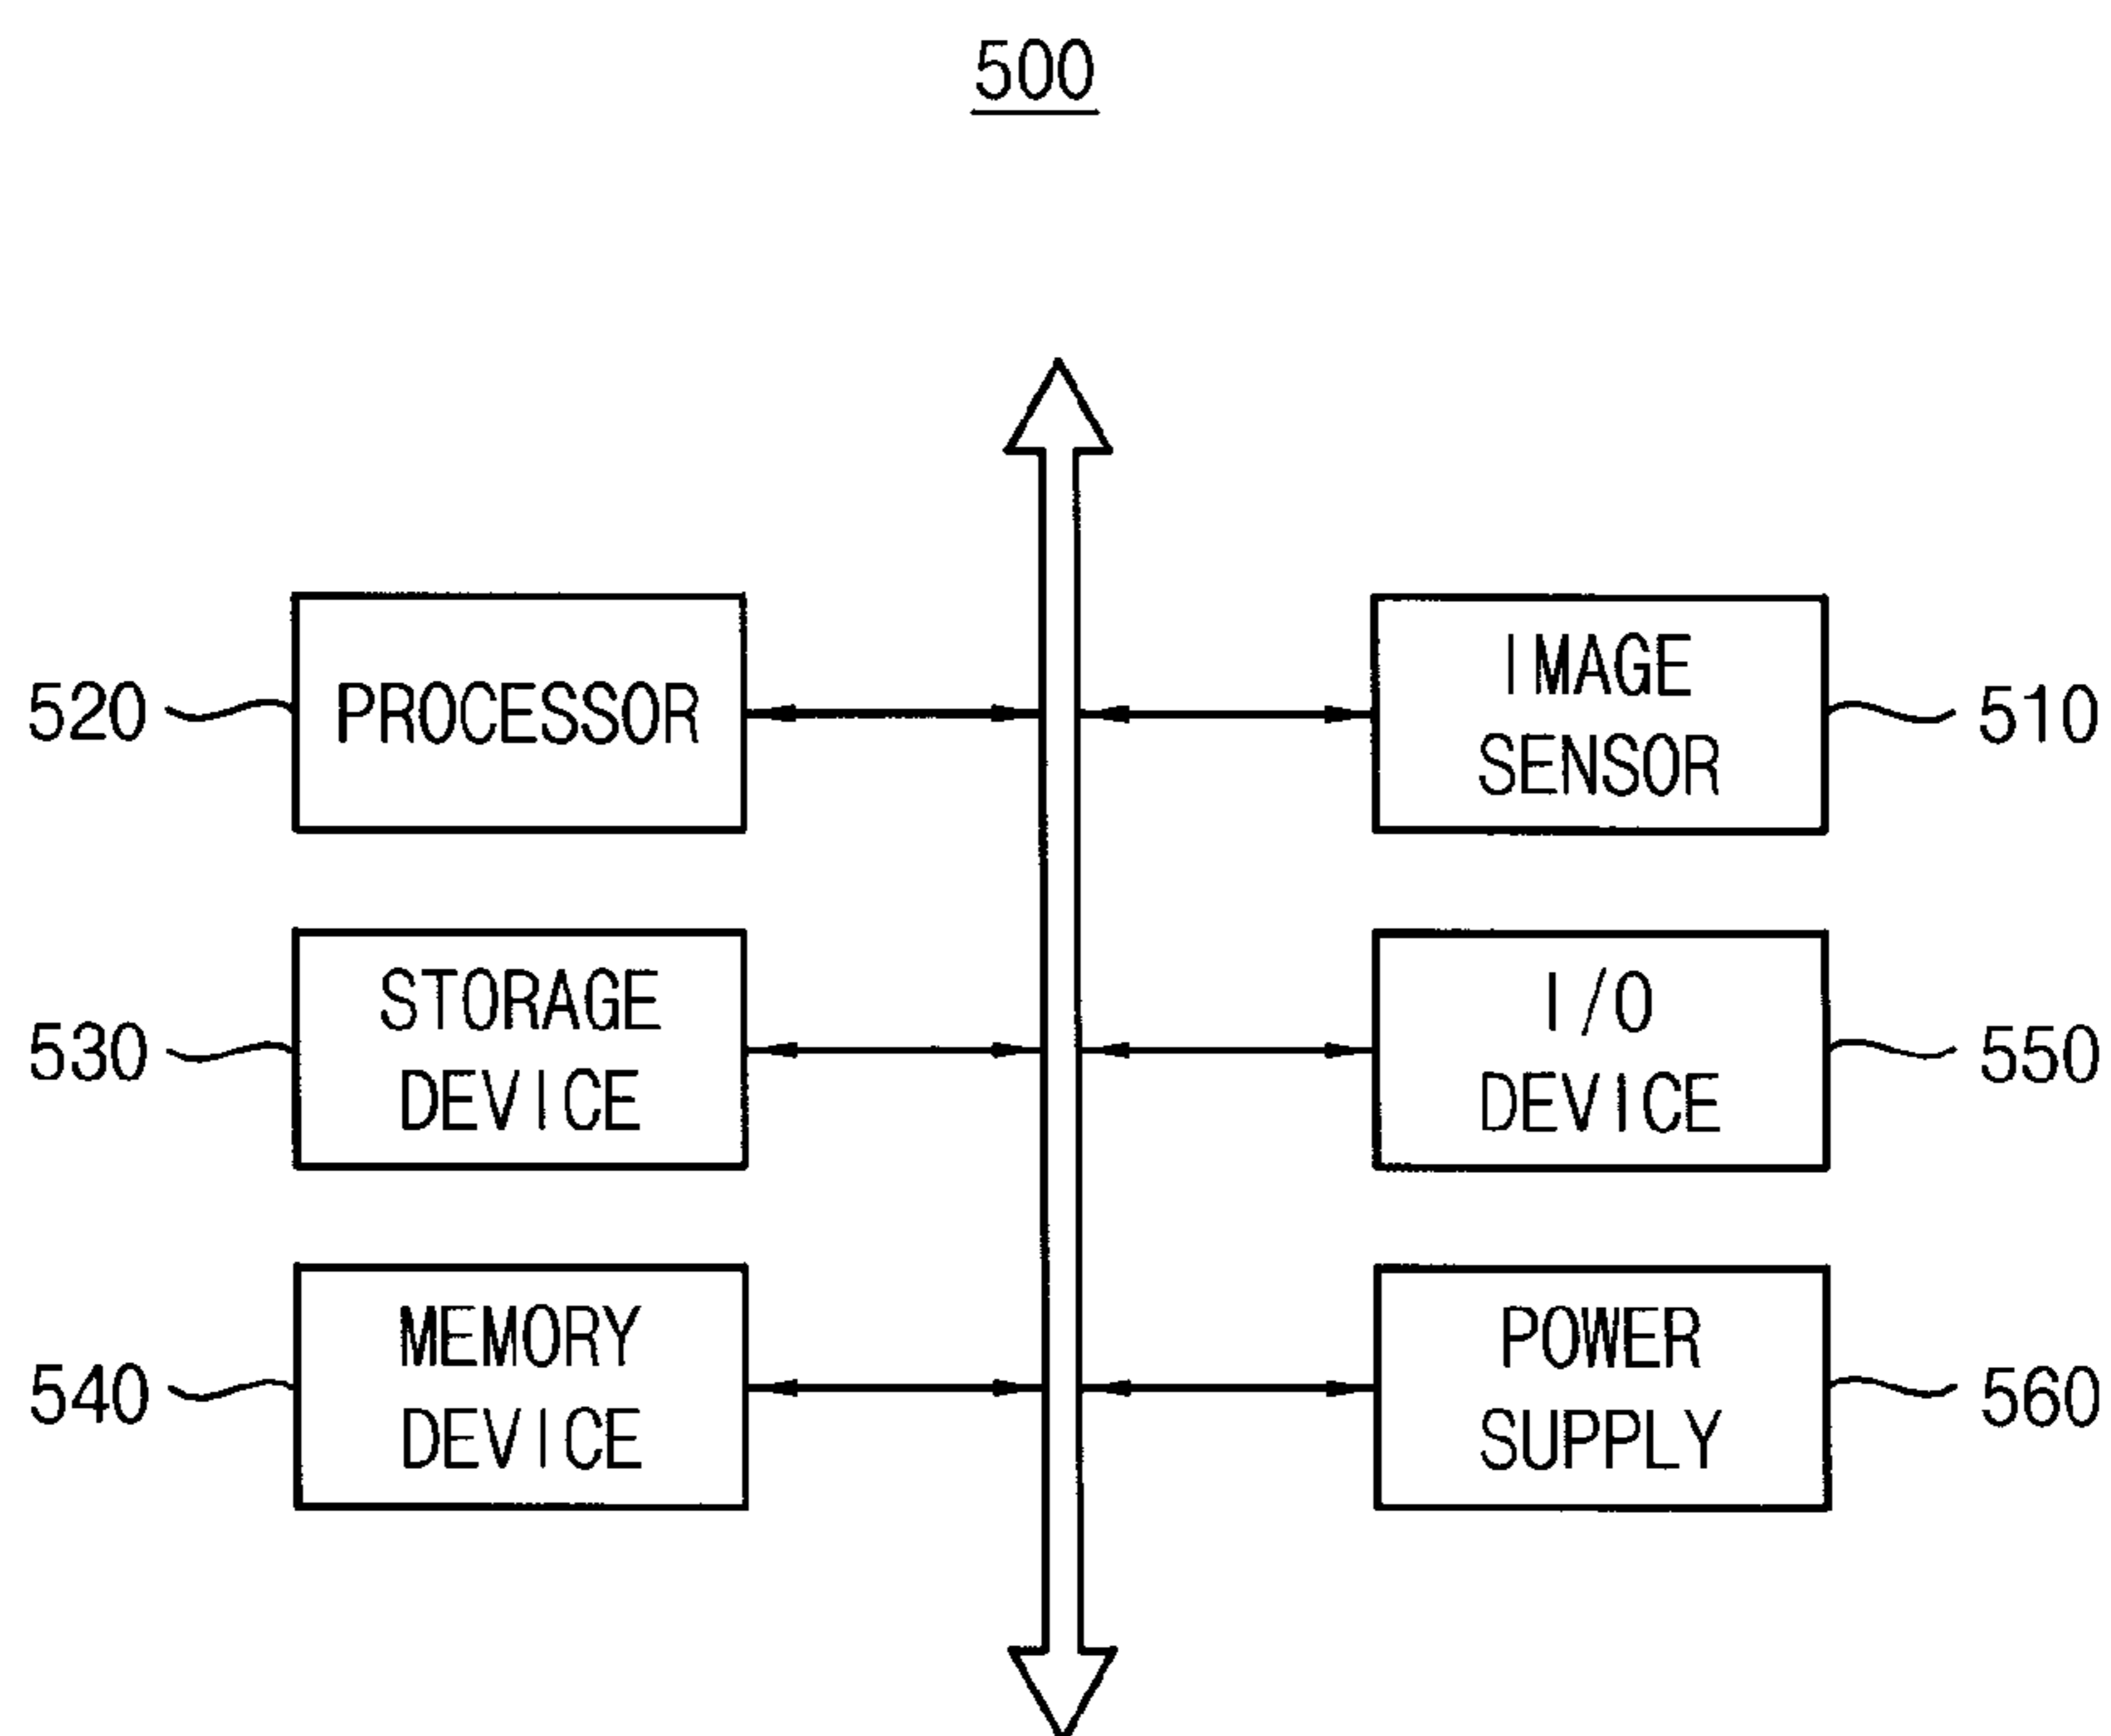 500
520
PROCESSOR
IMAGE
SENSOR
510
530
STORAGE
DEVICE
I/O
DEVICE
550
540
MEMORY
DEVICE
POWER
SUPPLY
560